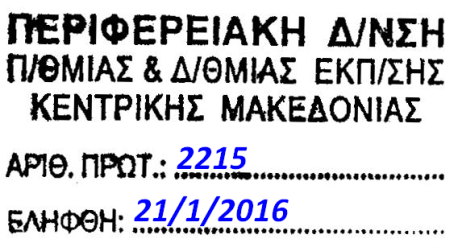 ΠΕΡΙΦΕΡΕΙΑΚΗ Δ/ΝΣΗ
Π/ΘΜΙΑΣ & Δ/ΘΜΙΑΣ ΕΚΠ/ΣΗΣ
ΚΕΝΤΡΙΚΗΣ ΜΑΚΕΔΟΝΙΑΣ
ΑΡΙΘ. ΠΡΩΤ.: 2215
ΕΛΗΦΘΗ: 21/1/2016